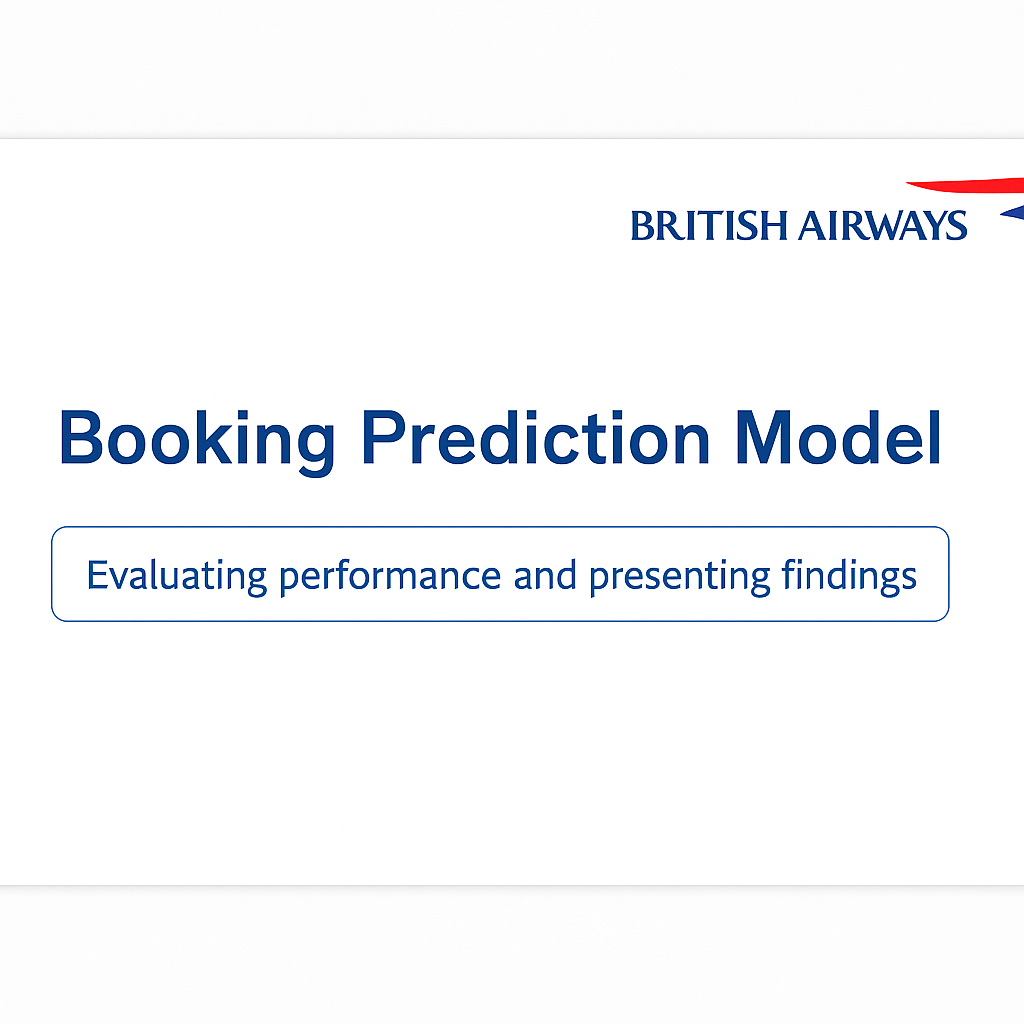 BRITISH AIRWAYS
Booking Prediction Model
Evaluating performance and presenting findings